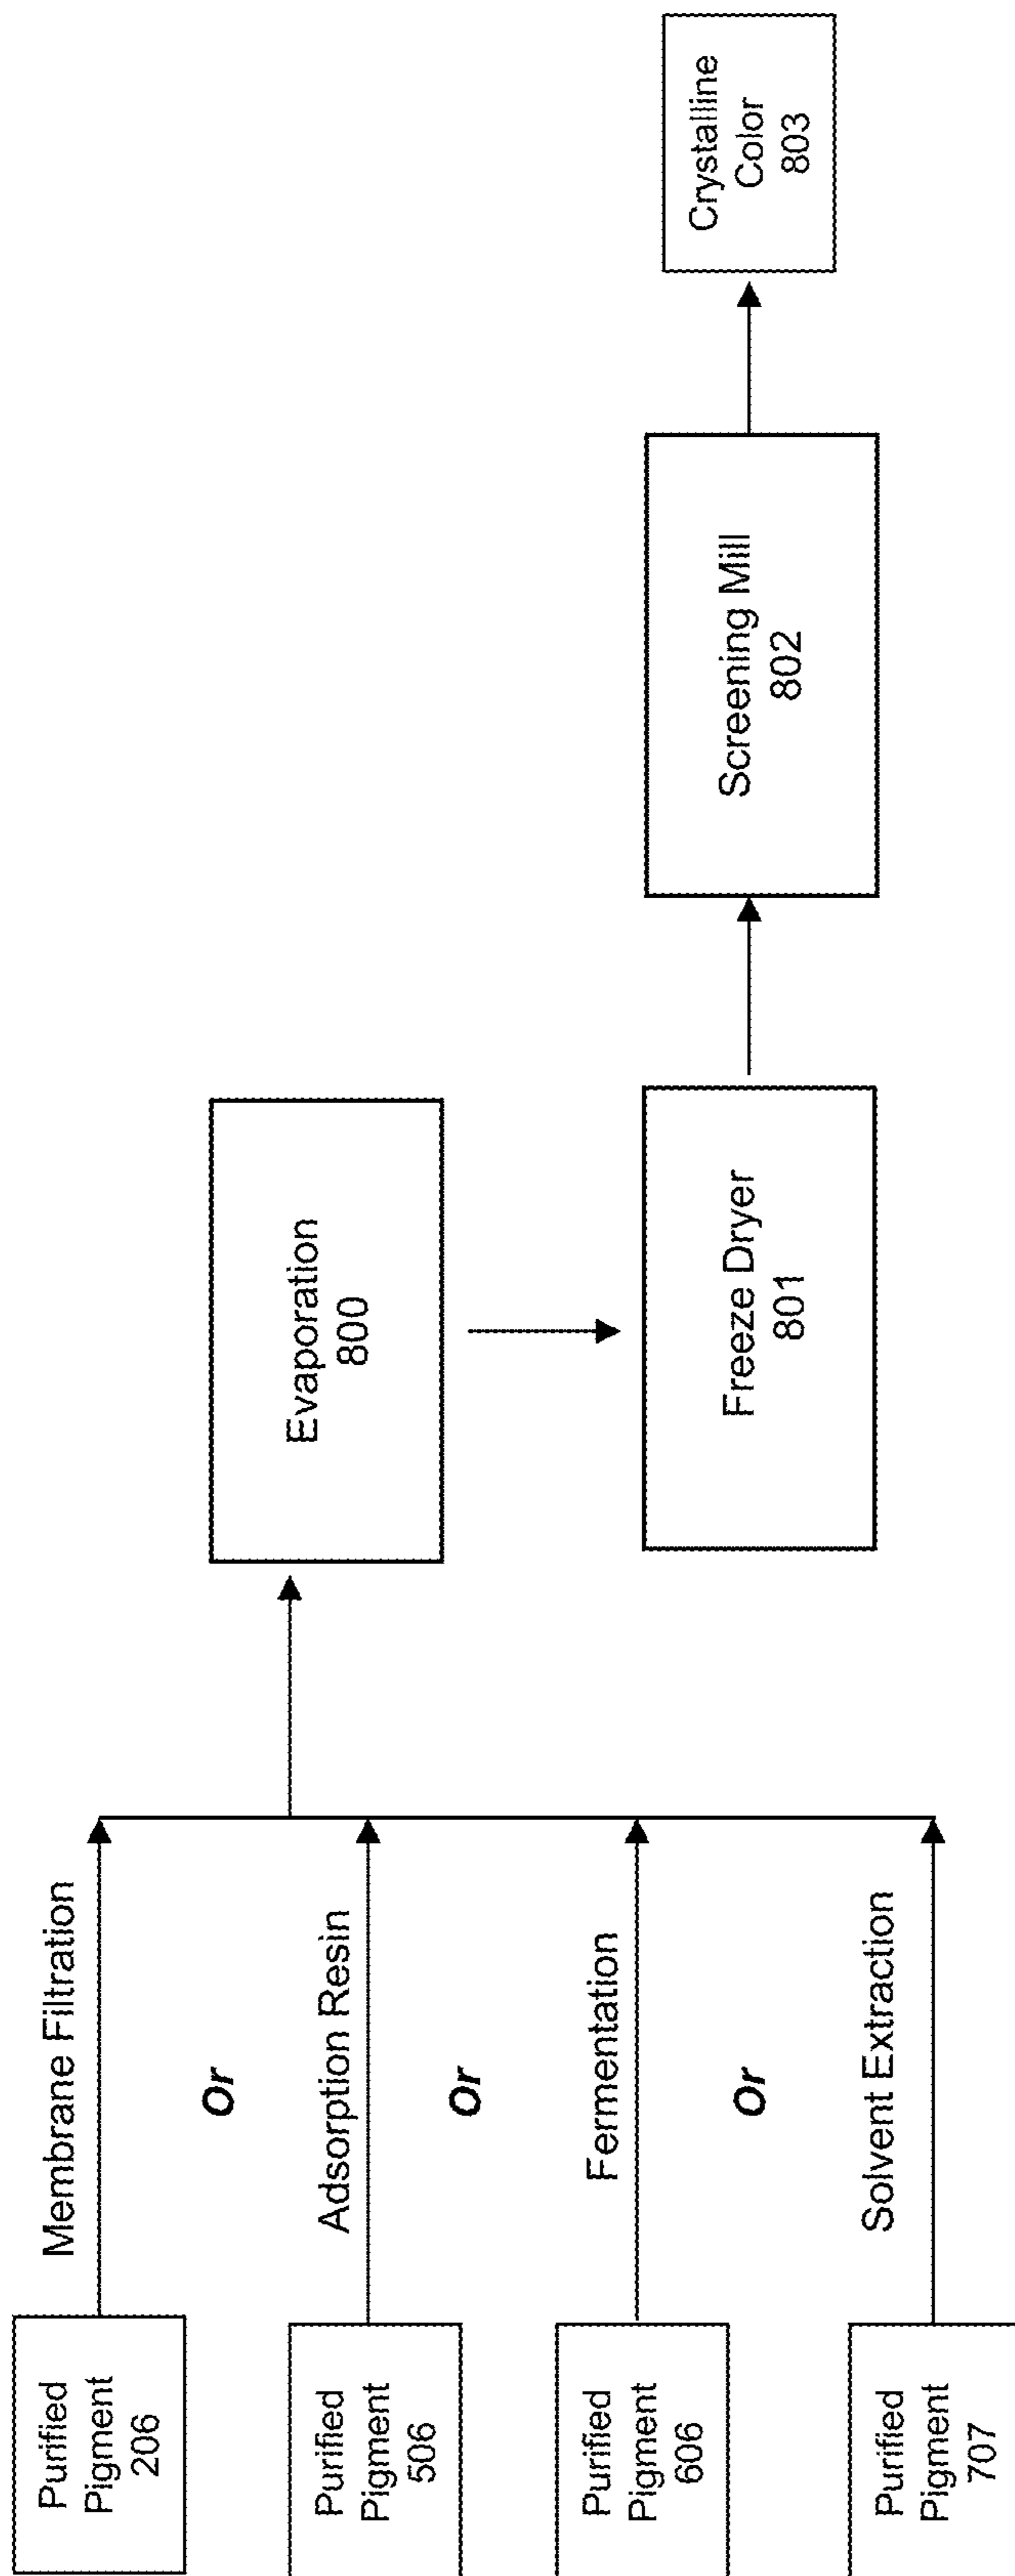 Purified
Pigment
206
Membrane Filtration
Or
Purified
Pigment
506
Adsorption Resin
Or
Purified
Pigment
606
Fermentation
Or
Purified
Pigment
707
Solvent Extraction
Evaporation
800
Freeze Dryer
801
Screening Mill
802
Crystalline
Color
803